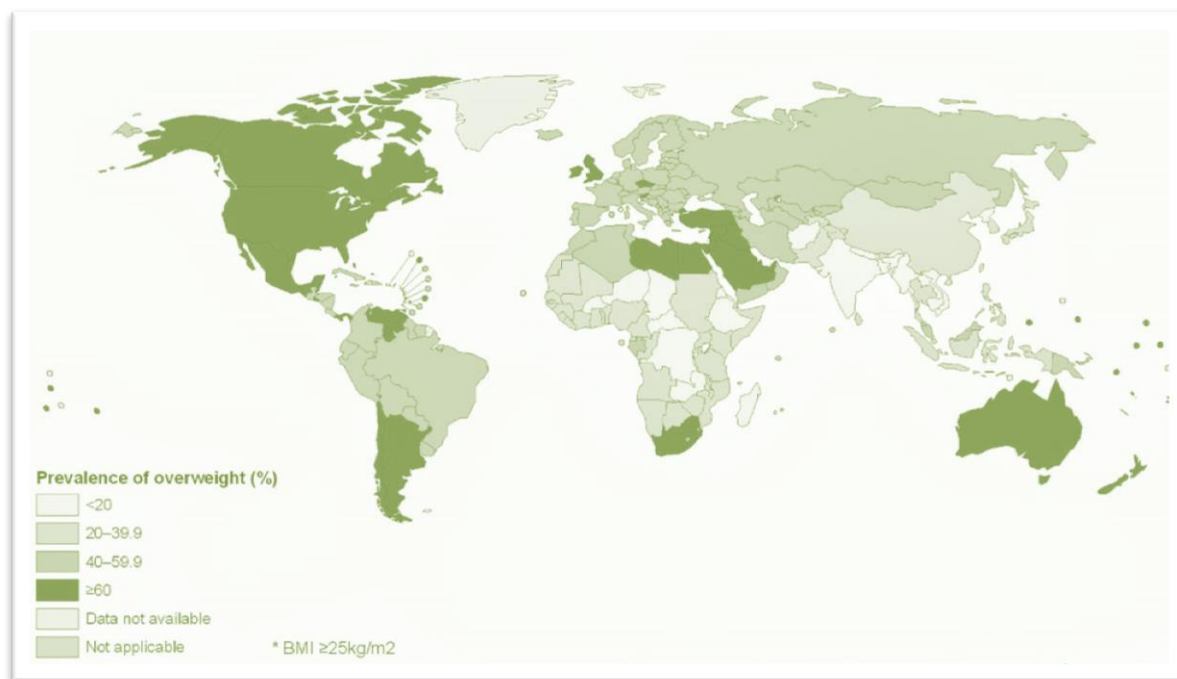 Prevalence of overweight (%)
<20
20–39.9
40–59.9
≥60
Data not available
Not applicable
* BMI ≥25kg/m2